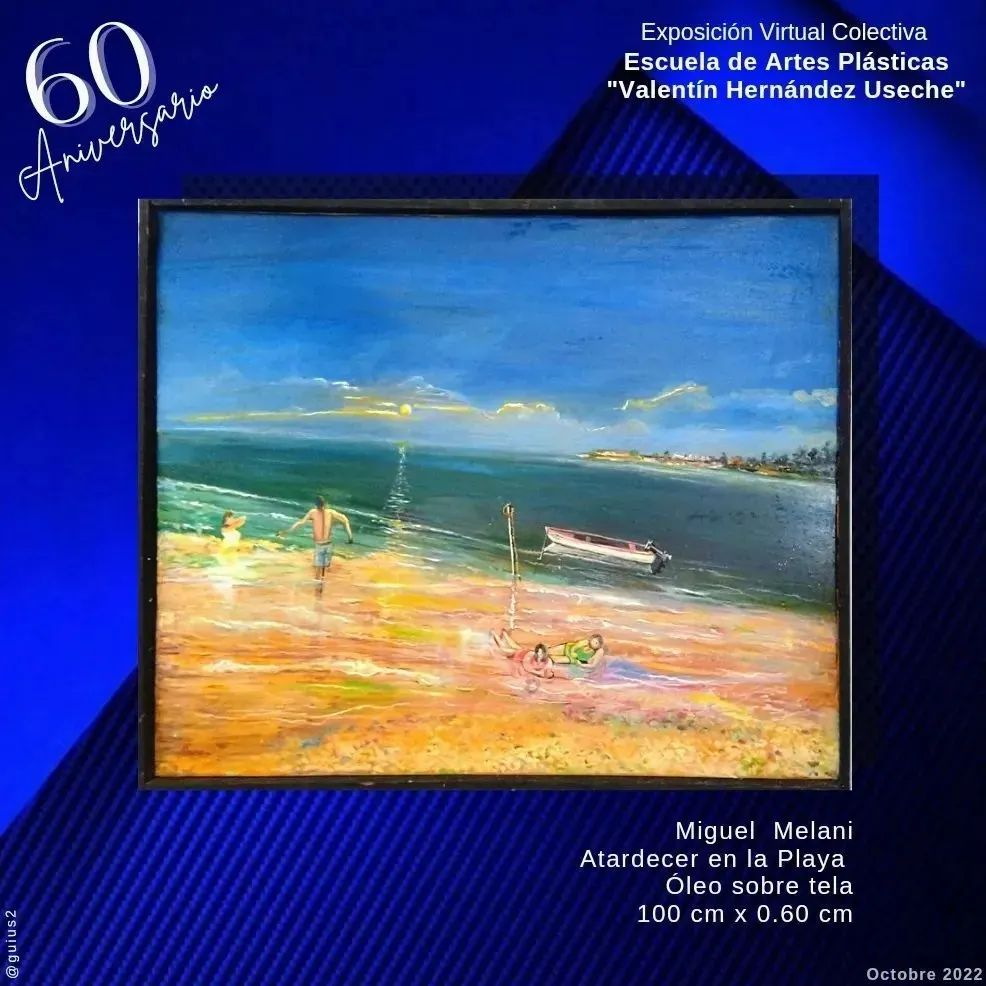 60
Aniversario
Exposición Virtual Colectiva
Escuela de Artes Plásticas
"Valentín Hernández Useche"
Miguel Melani
Atardecer en la Playa
Óleo sobre tela
100 cm x 0.60 cm
@guius2
Octobre 2022